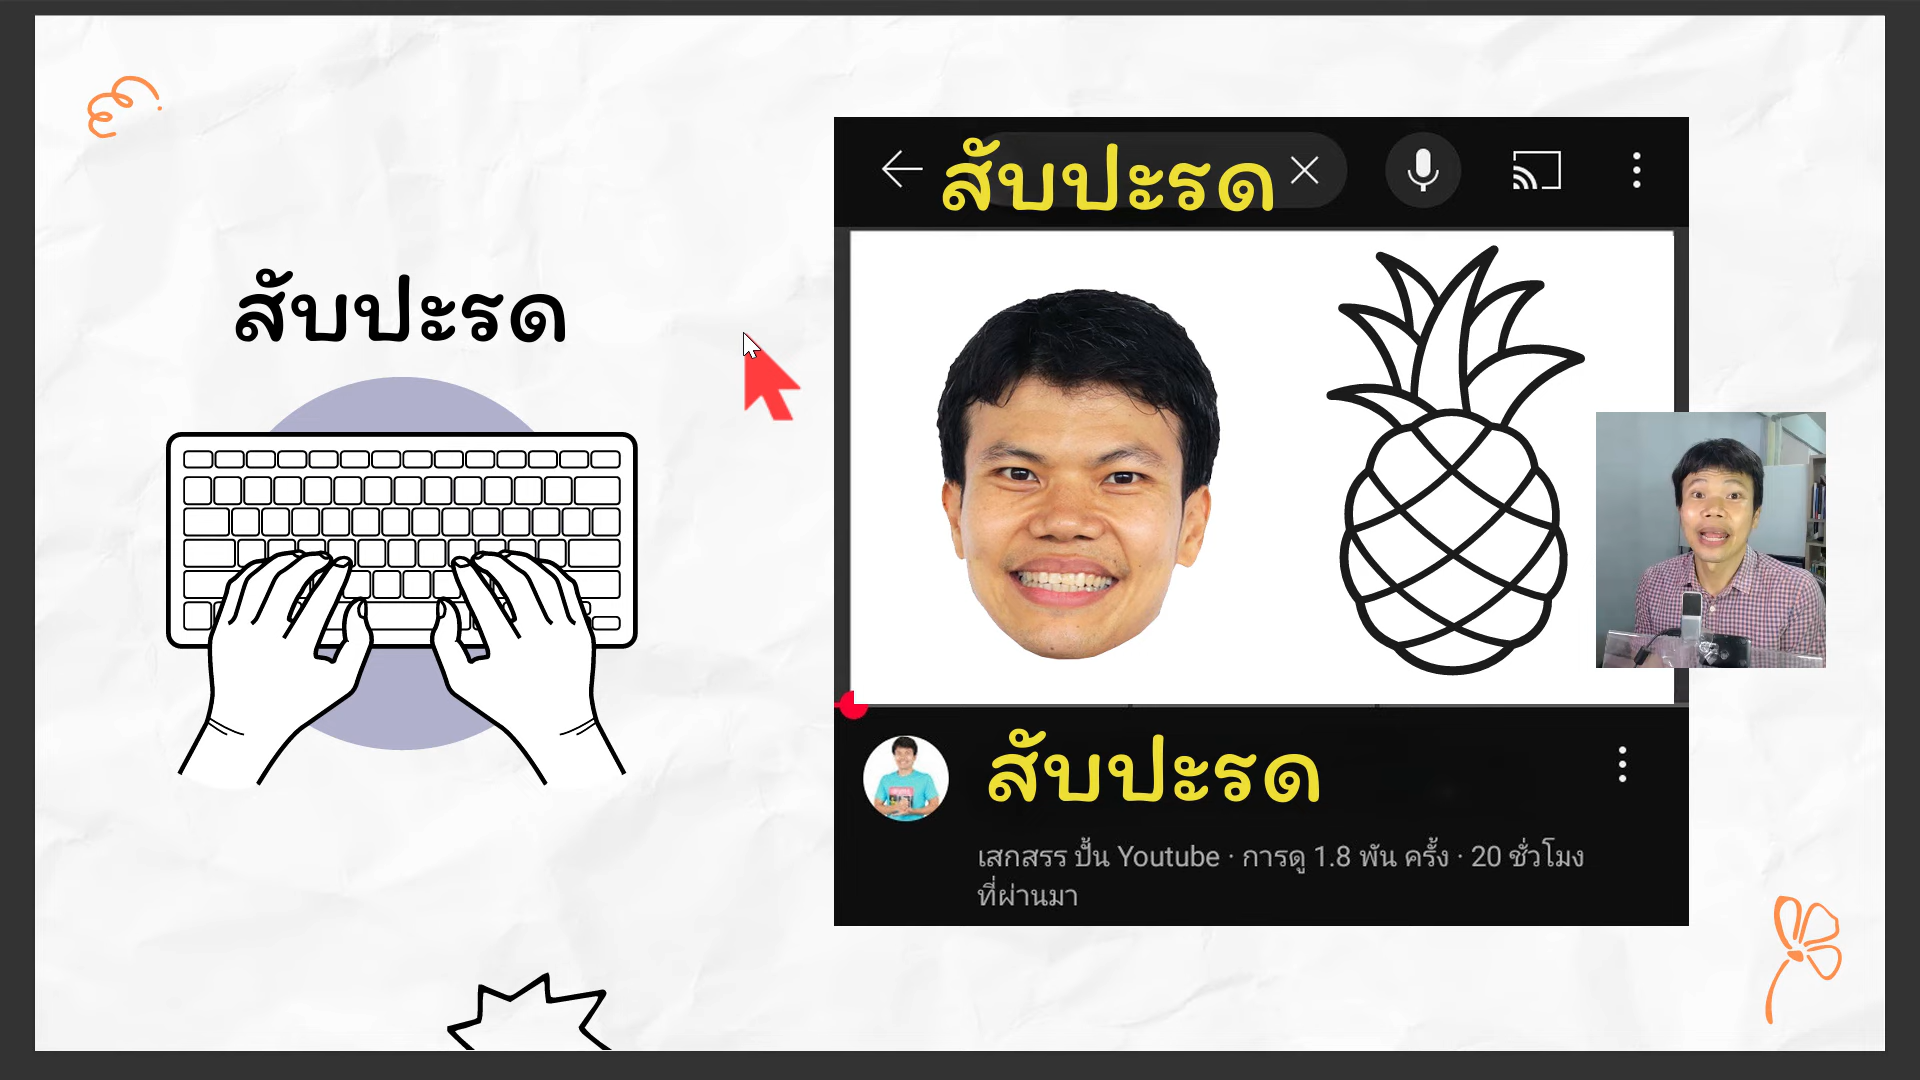 สับปะรด
สับปะรด
สับปะรด
เสกสรร ปั้น Youtube · การดู 1.8 พัน ครั้ง · 20 ชั่วโมง
ที่ผ่านมา